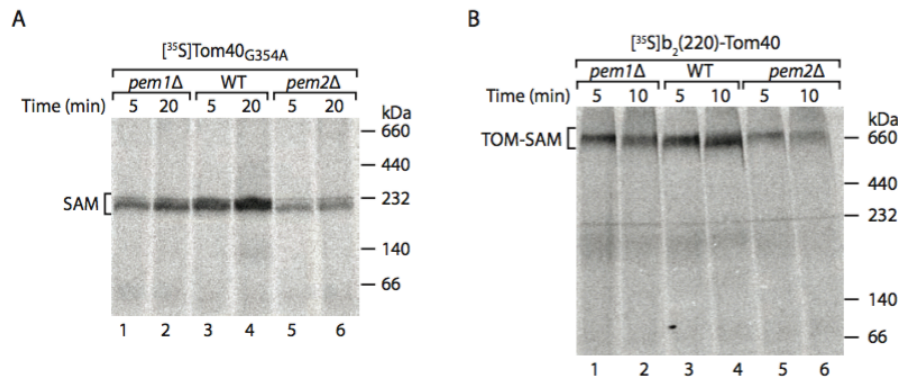 A
[³⁵S]Tom40G354A
pem1Δ WT pem2Δ
Time (min) 5 20 5 20 5 20
kDa
660
440
SAM 232
140
66
1 2 3 4 5 6
B
[³⁵S]b₂(220)-Tom40
pem1Δ WT pem2Δ
Time (min) 5 10 5 10 5 10
kDa
TOM-SAM 660
440
232
140
66
1 2 3 4 5 6